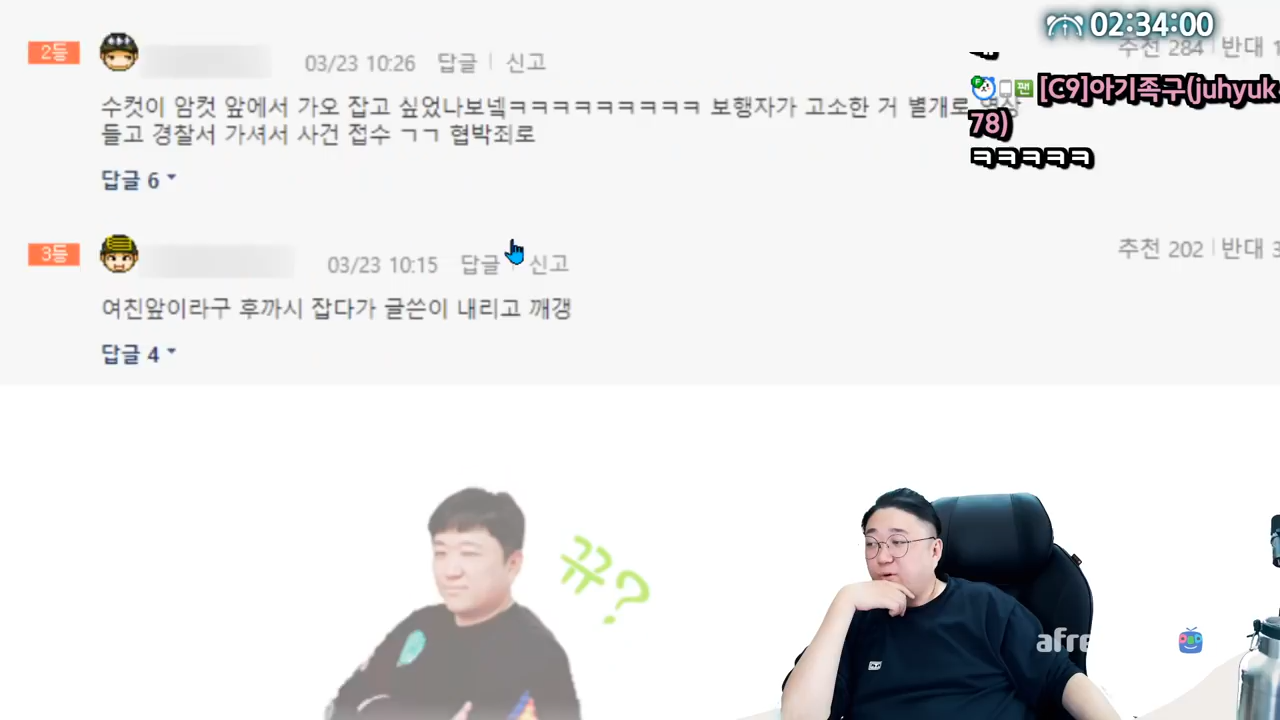 02:34:00
2등
03/23 10:26 답글 신고
추천 284 반대 1
수컷이 암컷 앞에서 가오 잡고 싶었나보넼ㅋㅋㅋㅋㅋㅋㅋㅋㅋ 보행자가 고소한 거 별개로 영상
들고 경찰서 가셔서 사건 접수 ㄱㄱ 협박죄로
답글 6
F 팬 [C9]아기족구(juhyuk
78)
ㅋㅋㅋㅋㅋ
3등
03/23 10:15 답글 신고
추천 202 반대 3
여친앞이라구 후까시 잡다가 글쓴이 내리고 깨갱
답글 4
뀨?
afre